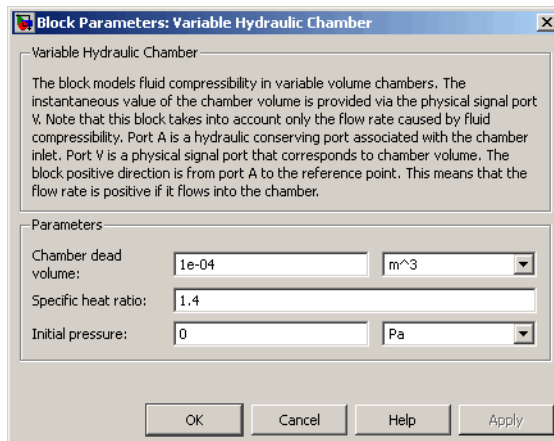 Block Parameters: Variable Hydraulic Chamber
Variable Hydraulic Chamber
The block models fluid compressibility in variable volume chambers. The
instantaneous value of the chamber volume is provided via the physical signal port
V. Note that this block takes into account only the flow rate caused by fluid
compressibility. Port A is a hydraulic conserving port associated with the chamber
inlet. Port V is a physical signal port that corresponds to chamber volume. The
block positive direction is from port A to the reference point. This means that the
flow rate is positive if it flows into the chamber.
Parameters
Chamber dead
volume:
1e-04
m^3
Specific heat ratio:
1.4
Initial pressure:
0
Pa
OK
Cancel
Help
Apply